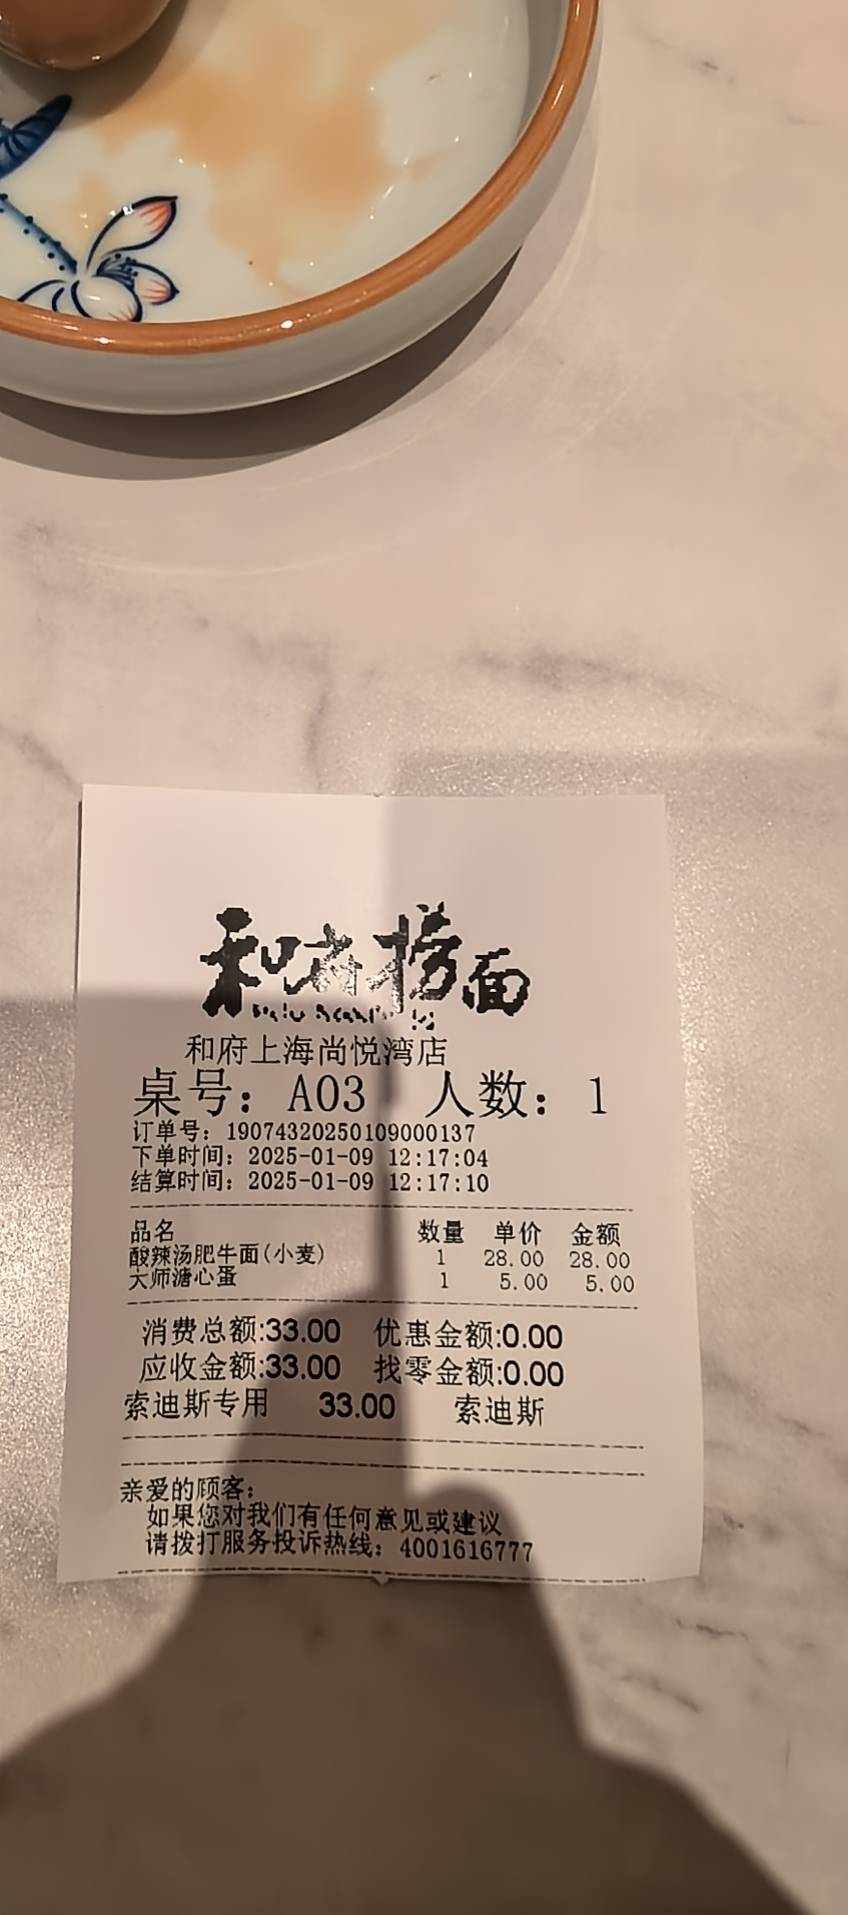 和府捞面
和府上海尚悦湾店
桌号：A03 人数：1
订单号：19074320250109000137
下单时间：2025-01-09 12:17:04
结算时间：2025-01-09 12:17:10
品名 数量 单价 金额
酸辣汤肥牛面(小麦) 1 28.00 28.00
大师溏心蛋 1 5.00 5.00
消费总额:33.00 优惠金额:0.00
应收金额:33.00 找零金额:0.00
索迪斯专用 33.00 索迪斯
亲爱的顾客：
如果您对我们有任何意见或建议
请拨打服务投诉热线：4001616777